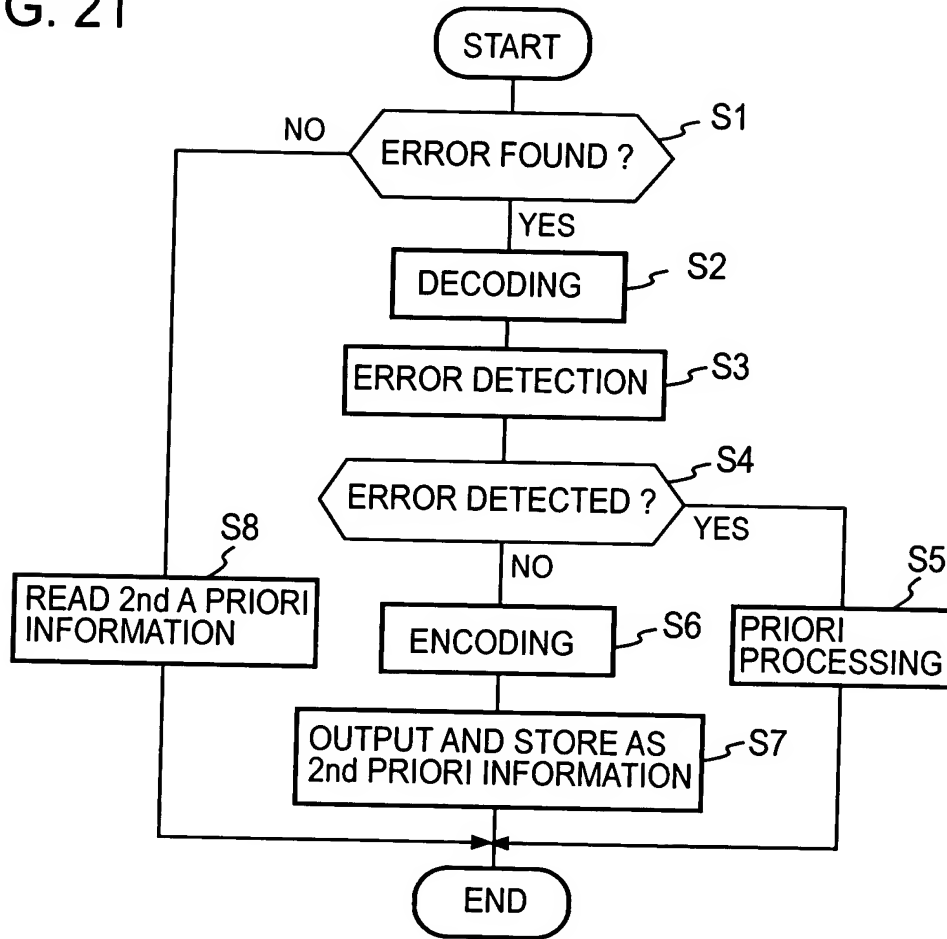 G. 21
START
NO
ERROR FOUND ?
S1
YES
DECODING
S2
ERROR DETECTION
S3
ERROR DETECTED ?
S4
YES
NO
S8
READ 2nd A PRIORI
INFORMATION
S5
PRIORI
PROCESSING
ENCODING
S6
OUTPUT AND STORE AS
2nd PRIORI INFORMATION
S7
END